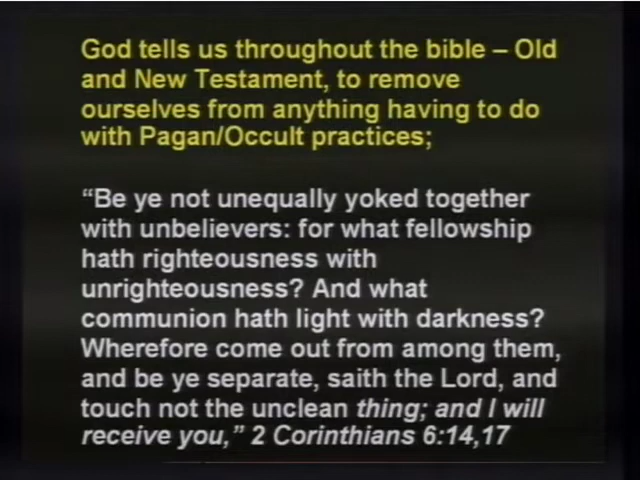 God tells us throughout the bible – Old
and New Testament, to remove
ourselves from anything having to do
with Pagan/Occult practices;
“Be ye not unequally yoked together
with unbelievers: for what fellowship
hath righteousness with
unrighteousness? And what
communion hath light with darkness?
Wherefore come out from among them,
and be ye separate, saith the Lord, and
touch not the unclean thing; and I will
receive you,” 2 Corinthians 6:14,17